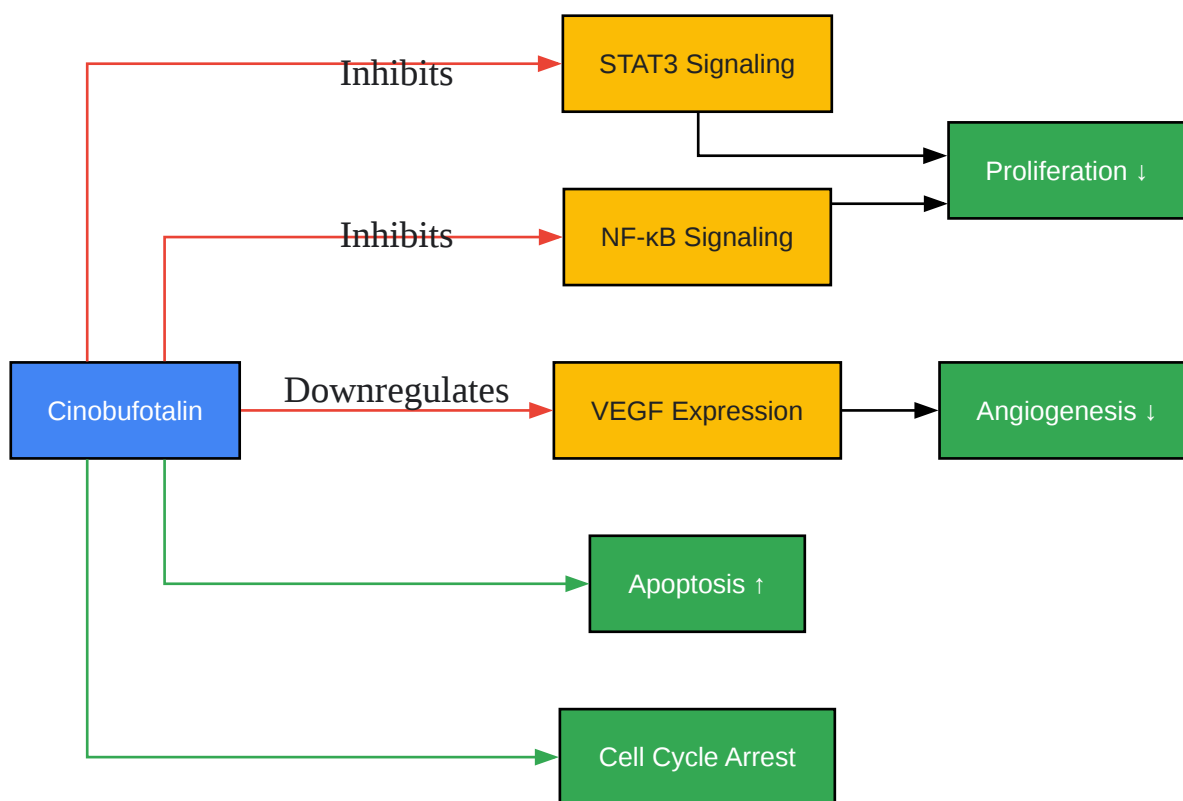 Inhibits
STAT3 Signaling
Proliferation ↓
Inhibits
NF-κB Signaling
Cinobufotalin
Downregulates
VEGF Expression
Angiogenesis ↓
Apoptosis ↑
Cell Cycle Arrest